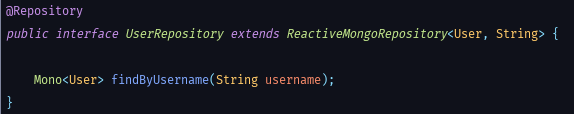 @Repository
public interface UserRepository extends ReactiveMongoRepository<User, String> {
    Mono<User> findByUsername(String username);
}